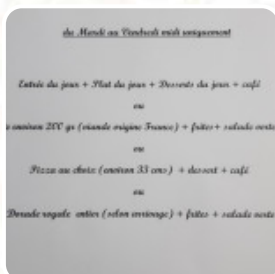 du Mardi au Vendredi midi uniquement
Entrée du jour + Plat du jour + Desserts du jour + café
ou
environ 200 gr (viande origine France) + frites + salade verte
ou
Pizza au choix (environ 33 cms) + dessert + café
ou
Dorade royale entier (selon arrivage) + frites + salade verte